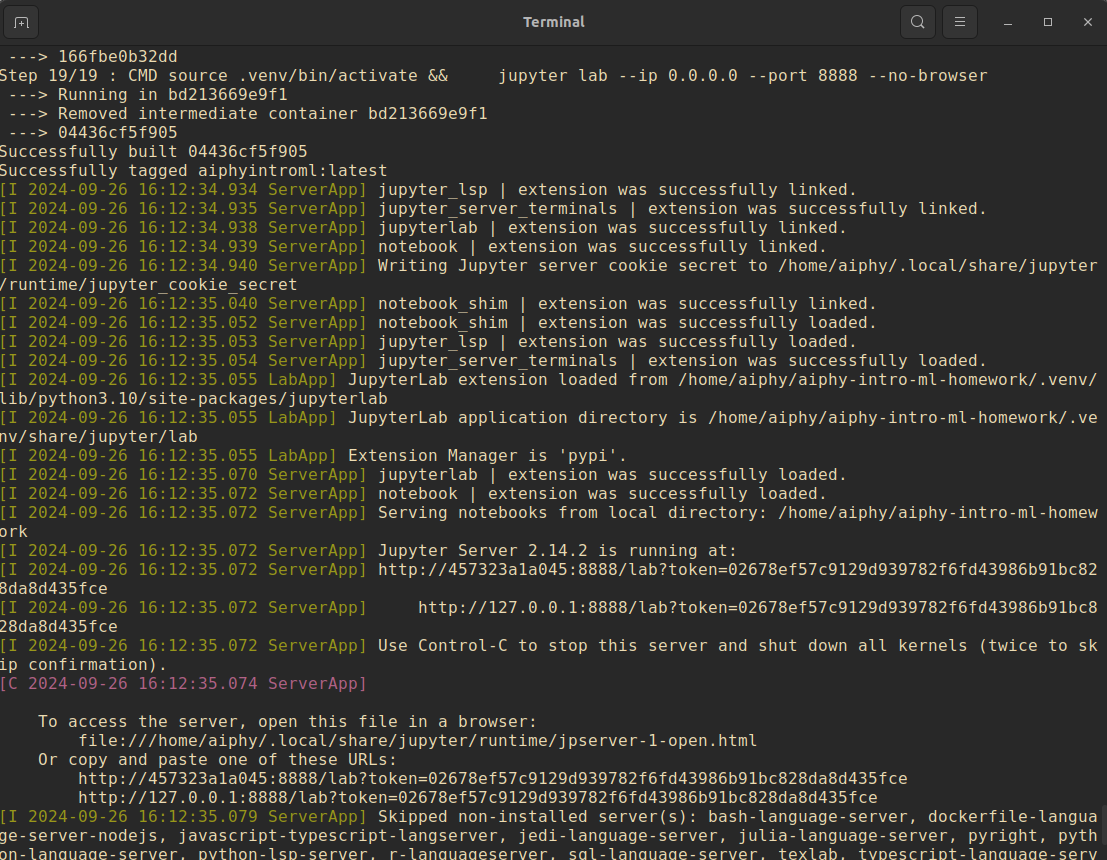 Terminal
---> 166fbe0b32dd
Step 19/19 : CMD source .venv/bin/activate &&     jupyter lab --ip 0.0.0.0 --port 8888 --no-browser
---> Running in bd213669e9f1
---> Removed intermediate container bd213669e9f1
---> 04436cf5f905
Successfully built 04436cf5f905
Successfully tagged aiphyintroml:latest
[I 2024-09-26 16:12:34.934 ServerApp] jupyter_lsp | extension was successfully linked.
[I 2024-09-26 16:12:34.935 ServerApp] jupyter_server_terminals | extension was successfully linked.
[I 2024-09-26 16:12:34.938 ServerApp] jupyterlab | extension was successfully linked.
[I 2024-09-26 16:12:34.939 ServerApp] notebook | extension was successfully linked.
[I 2024-09-26 16:12:34.940 ServerApp] Writing Jupyter server cookie secret to /home/aiphy/.local/share/jupyter
/runtime/jupyter_cookie_secret
[I 2024-09-26 16:12:35.040 ServerApp] notebook_shim | extension was successfully linked.
[I 2024-09-26 16:12:35.052 ServerApp] notebook_shim | extension was successfully loaded.
[I 2024-09-26 16:12:35.053 ServerApp] jupyter_lsp | extension was successfully loaded.
[I 2024-09-26 16:12:35.054 ServerApp] jupyter_server_terminals | extension was successfully loaded.
[I 2024-09-26 16:12:35.055 LabApp] JupyterLab extension loaded from /home/aiphy/aiphy-intro-ml-homework/.venv/
lib/python3.10/site-packages/jupyterlab
[I 2024-09-26 16:12:35.055 LabApp] JupyterLab application directory is /home/aiphy/aiphy-intro-ml-homework/.ve
nv/share/jupyter/lab
[I 2024-09-26 16:12:35.055 LabApp] Extension Manager is 'pypi'.
[I 2024-09-26 16:12:35.070 ServerApp] jupyterlab | extension was successfully loaded.
[I 2024-09-26 16:12:35.072 ServerApp] notebook | extension was successfully loaded.
[I 2024-09-26 16:12:35.072 ServerApp] Serving notebooks from local directory: /home/aiphy/aiphy-intro-ml-homew
ork
[I 2024-09-26 16:12:35.072 ServerApp] Jupyter Server 2.14.2 is running at:
[I 2024-09-26 16:12:35.072 ServerApp] http://457323a1a045:8888/lab?token=02678ef57c9129d939782f6fd43986b91bc82
8da8d435fce
[I 2024-09-26 16:12:35.072 ServerApp]     http://127.0.0.1:8888/lab?token=02678ef57c9129d939782f6fd43986b91bc8
28da8d435fce
[I 2024-09-26 16:12:35.072 ServerApp] Use Control-C to stop this server and shut down all kernels (twice to sk
ip confirmation).
[C 2024-09-26 16:12:35.074 ServerApp]
To access the server, open this file in a browser:
file:///home/aiphy/.local/share/jupyter/runtime/jpserver-1-open.html
Or copy and paste one of these URLs:
http://457323a1a045:8888/lab?token=02678ef57c9129d939782f6fd43986b91bc828da8d435fce
http://127.0.0.1:8888/lab?token=02678ef57c9129d939782f6fd43986b91bc828da8d435fce
[I 2024-09-26 16:12:35.079 ServerApp] Skipped non-installed server(s): bash-language-server, dockerfile-langua
ge-server-nodejs, javascript-typescript-langserver, jedi-language-server, julia-language-server, pyright, pyth
on-language-server, python-lsp-server, r-languageserver, sql-language-server, texlab, typescript-language-serv